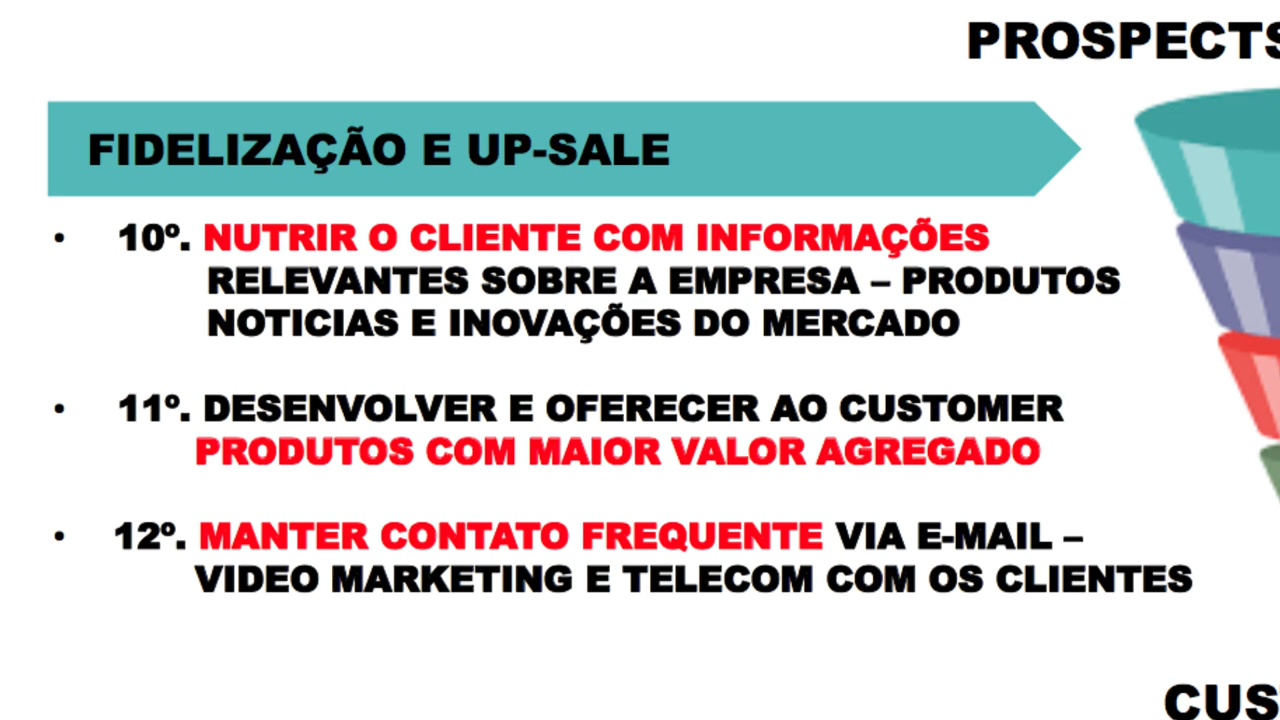 PROSPECTS
FIDELIZAÇÃO E UP-SALE
• 10º. NUTRIR O CLIENTE COM INFORMAÇÕES
RELEVANTES SOBRE A EMPRESA – PRODUTOS
NOTICIAS E INOVAÇÕES DO MERCADO
• 11º. DESENVOLVER E OFERECER AO CUSTOMER
PRODUTOS COM MAIOR VALOR AGREGADO
• 12º. MANTER CONTATO FREQUENTE VIA E-MAIL –
VIDEO MARKETING E TELECOM COM OS CLIENTES